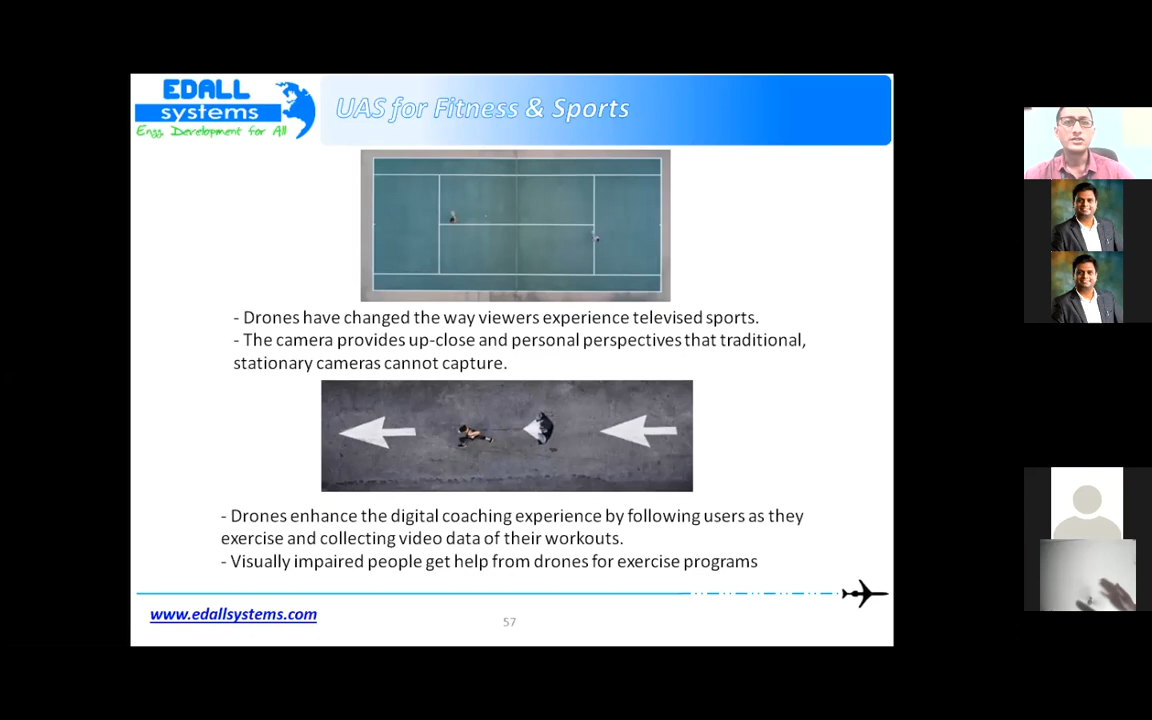 EDALL
systems
Engg Development for All
UAS for Fitness & Sports
- Drones have changed the way viewers experience televised sports.
- The camera provides up-close and personal perspectives that traditional,
stationary cameras cannot capture.
- Drones enhance the digital coaching experience by following users as they
exercise and collecting video data of their workouts.
- Visually impaired people get help from drones for exercise programs
www.edallsystems.com
57